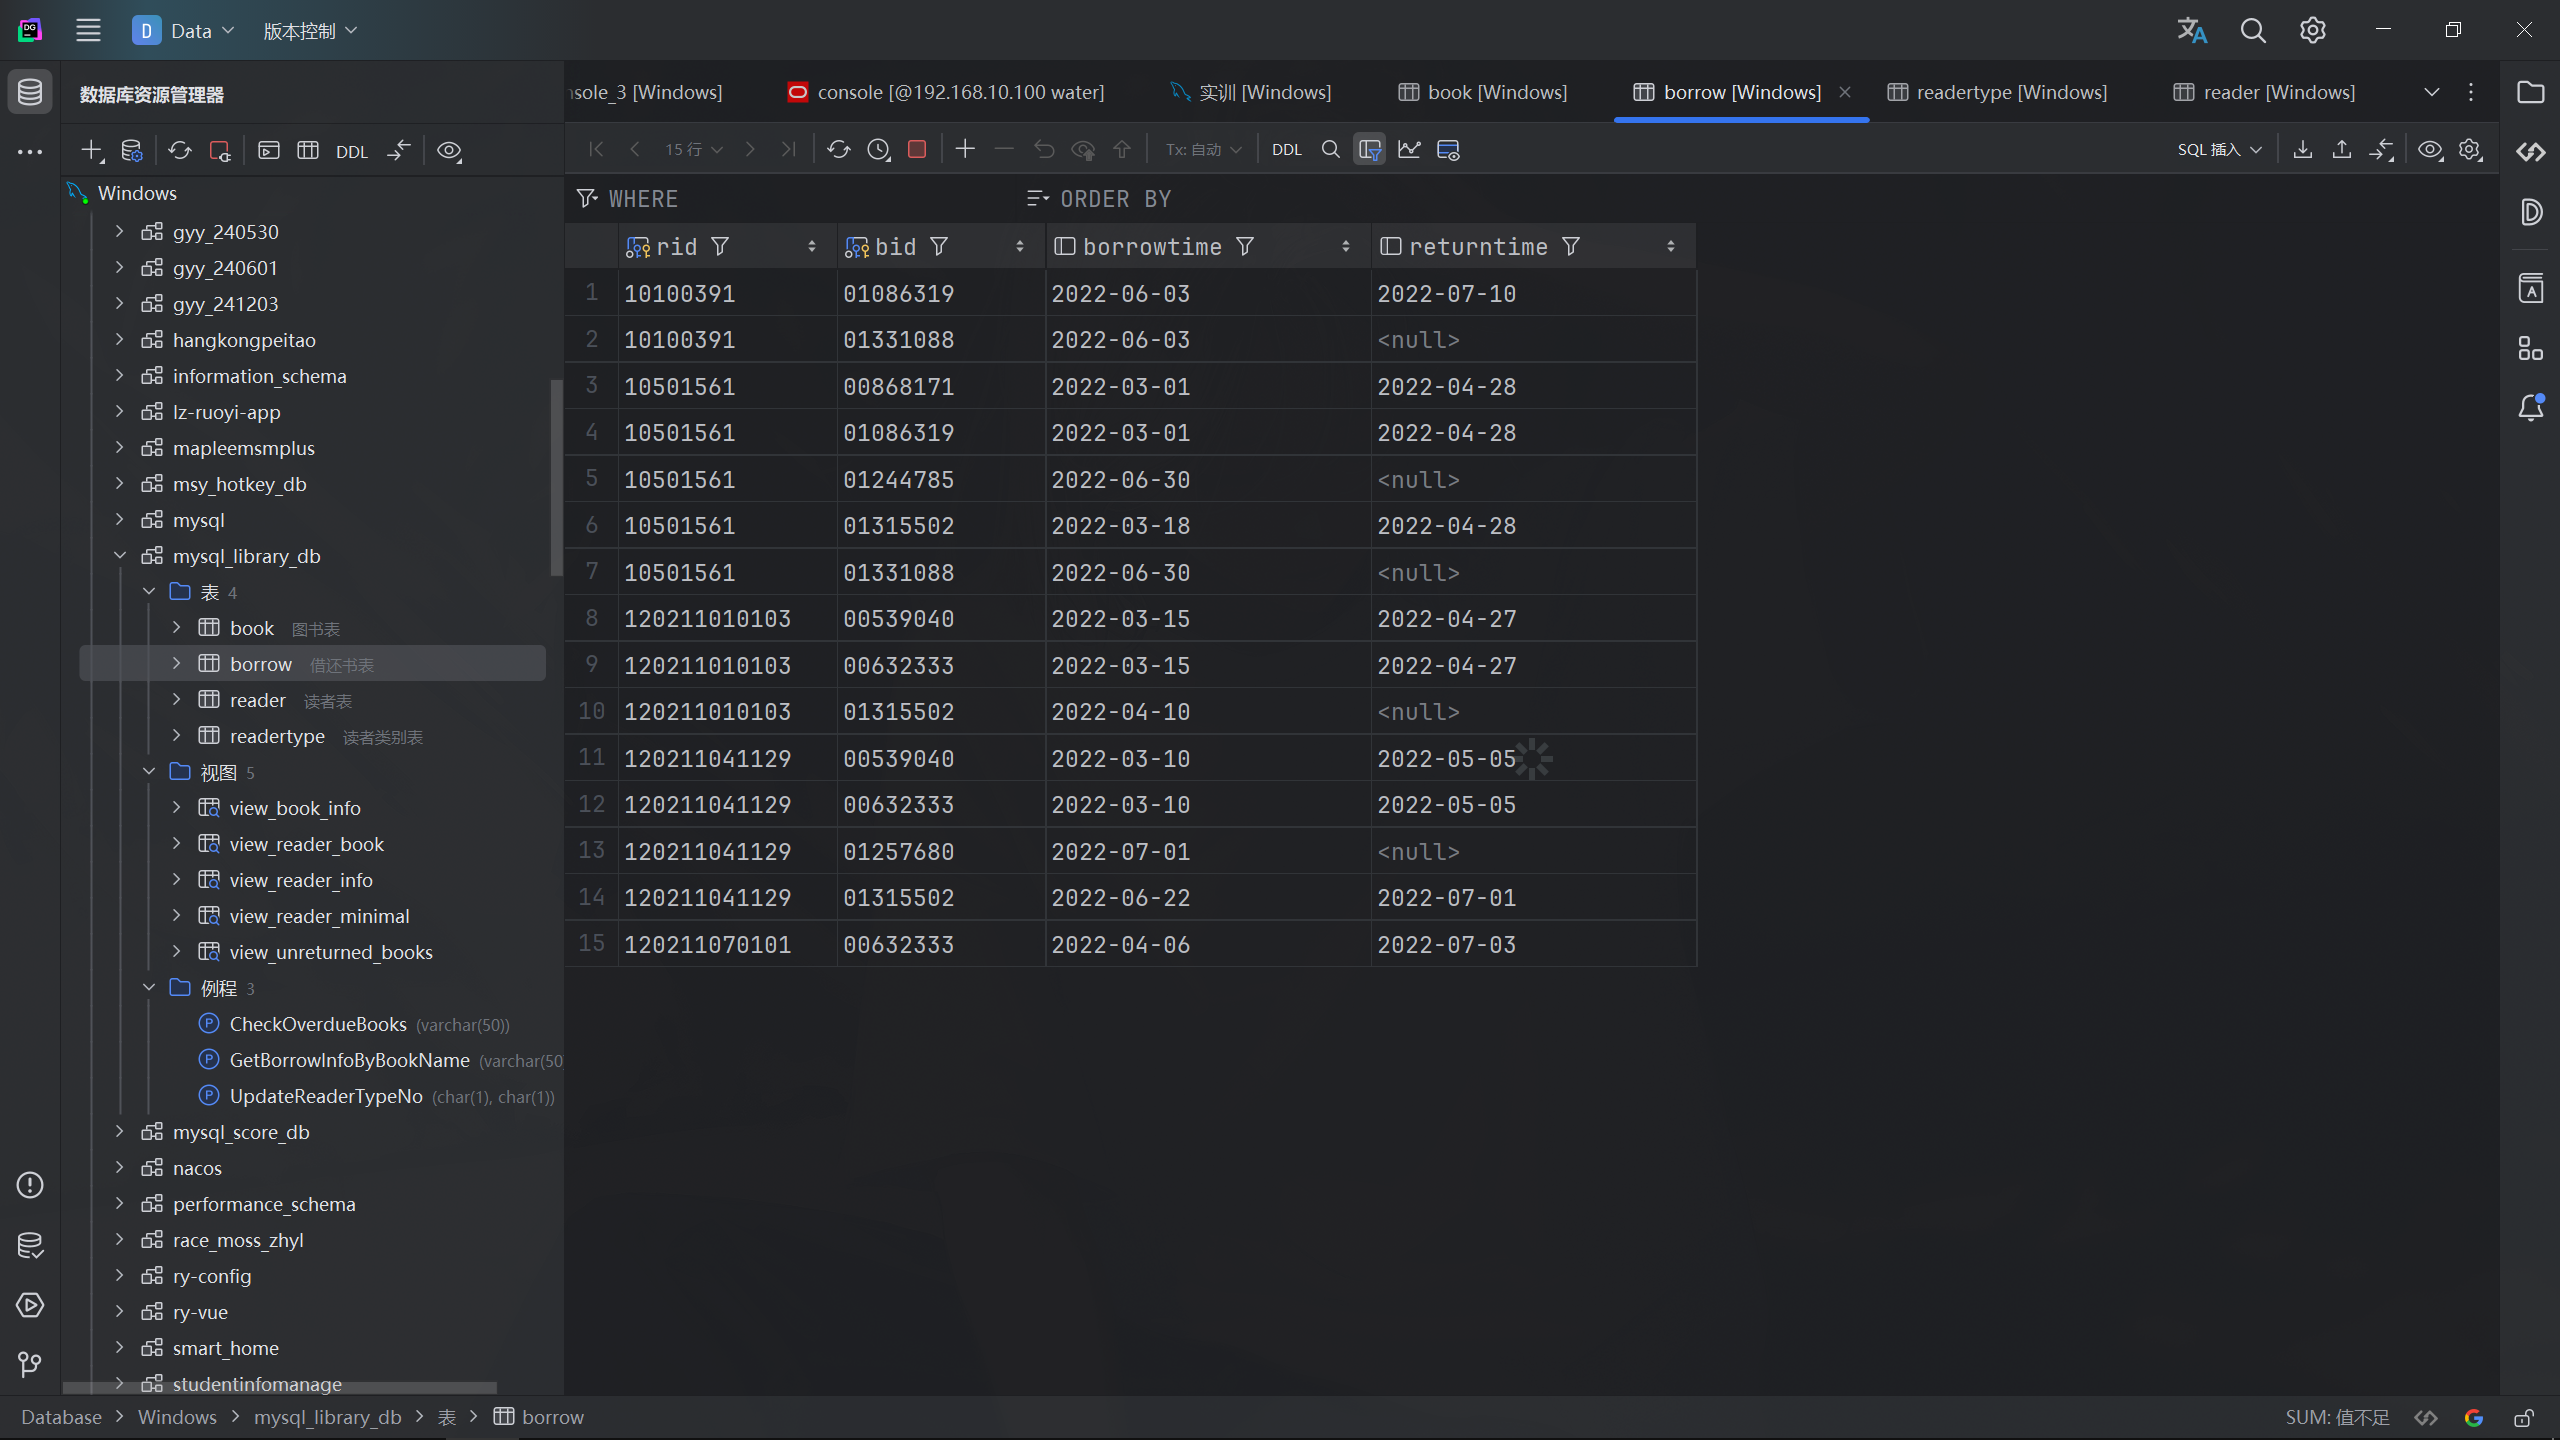 D Data 版本控制
数据库资源管理器
DDL
Windows
gyy_240530
gyy_240601
gyy_241203
hangkongpeitao
information_schema
lz-ruoyi-app
mapleemsmplus
msy_hotkey_db
mysql
mysql_library_db
表 4
book 图书表
borrow 借还书表
reader 读者表
readertype 读者类别表
视图 5
view_book_info
view_reader_book
view_reader_info
view_reader_minimal
view_unreturned_books
例程 3
CheckOverdueBooks (varchar(50))
GetBorrowInfoByBookName (varchar(50
UpdateReaderTypeNo (char(1), char(1))
mysql_score_db
nacos
performance_schema
race_moss_zhyl
ry-config
ry-vue
smart_home
studentinfomanage
sole_3 [Windows] console [@192.168.10.100 water] 实训 [Windows] book [Windows] borrow [Windows] readertype [Windows] reader [Windows]
15 行 Tx: 自动 DDL SQL 插入
WHERE ORDER BY
rid bid borrowtime returntime
1 10100391 01086319 2022-06-03 2022-07-10
2 10100391 01331088 2022-06-03 <null>
3 10501561 00868171 2022-03-01 2022-04-28
4 10501561 01086319 2022-03-01 2022-04-28
5 10501561 01244785 2022-06-30 <null>
6 10501561 01315502 2022-03-18 2022-04-28
7 10501561 01331088 2022-06-30 <null>
8 120211010103 00539040 2022-03-15 2022-04-27
9 120211010103 00632333 2022-03-15 2022-04-27
10 120211010103 01315502 2022-04-10 <null>
11 120211041129 00539040 2022-03-10 2022-05-05
12 120211041129 00632333 2022-03-10 2022-05-05
13 120211041129 01257680 2022-07-01 <null>
14 120211041129 01315502 2022-06-22 2022-07-01
15 120211070101 00632333 2022-04-06 2022-07-03
Database Windows mysql_library_db 表 borrow SUM: 值不足